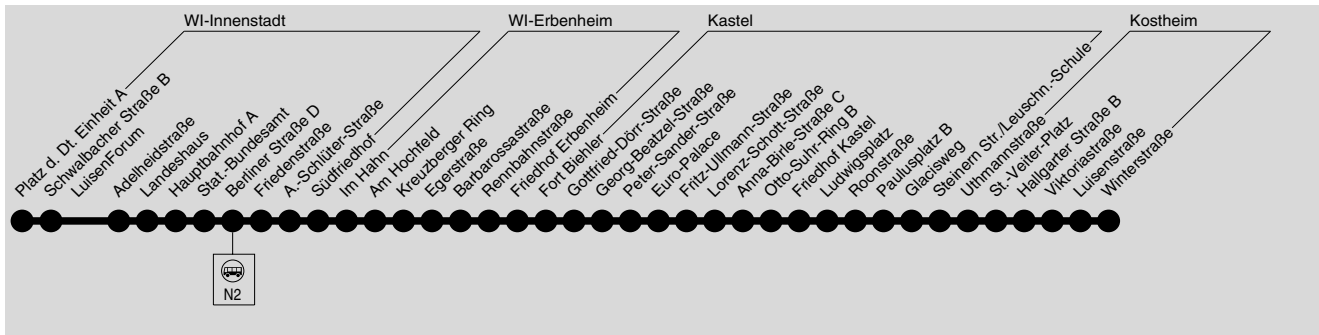 WI-Innenstadt
WI-Erbenheim
Kastel
Kostheim
Platz d. Dt. Einheit A
Schwalbacher Straße B
LuisenForum
Adelheidstraße
Landeshaus
Hauptbahnhof A
Stat.-Bundesamt
Berliner Straße D
Friedenstraße
A.-Schlüter-Straße
Südfriedhof
Im Hahn
Am Hochfeld
Kreuzberger Ring
Egerstraße
Barbarossastraße
Rennbahnstraße
Friedhof Erbenheim
Fort Biehler
Gottfried-Dörr-Straße
Georg-Beatzel-Straße
Peter-Sander-Straße
Euro-Palace
Fritz-Ullmann-Straße
Lorenz-Schott-Straße
Anna-Birle-Straße C
Otto-Suhr-Ring B
Friedhof Kastel
Ludwigsplatz
Roonstraße
Paulusplatz B
Glacisweg
Steinern Str./Leuschn.-Schule
Uthmannstraße
St.-Veiter-Platz
Hallgarter Straße B
Viktoriastraße
Luisenstraße
Winterstraße
N2